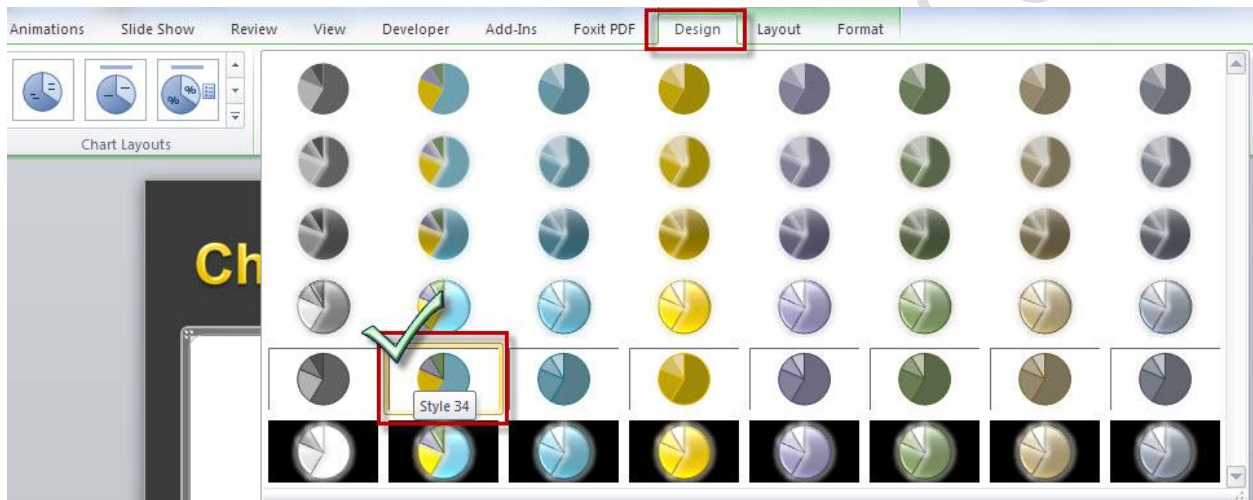 Animations Slide Show Review View Developer Add-Ins Foxit PDF Design Layout Format
%
%
%
Chart Layouts
Ch
Style 34